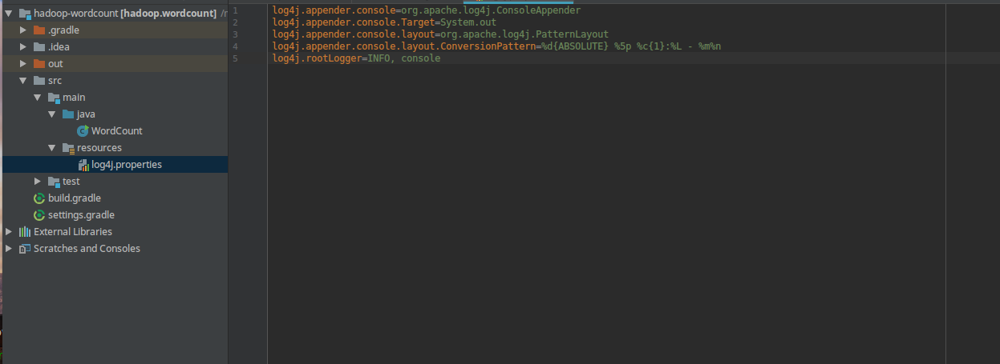 hadoop-wordcount [hadoop.wordcount]
.gradle
.idea
out
src
main
java
WordCount
resources
log4j.properties
test
build.gradle
settings.gradle
External Libraries
Scratches and Consoles
1 log4j.appender.console=org.apache.log4j.ConsoleAppender
2 log4j.appender.console.Target=System.out
3 log4j.appender.console.layout=org.apache.log4j.PatternLayout
4 log4j.appender.console.layout.ConversionPattern=%d{ABSOLUTE} %5p %c{1}:%L - %m%n
5 log4j.rootLogger=INFO, console